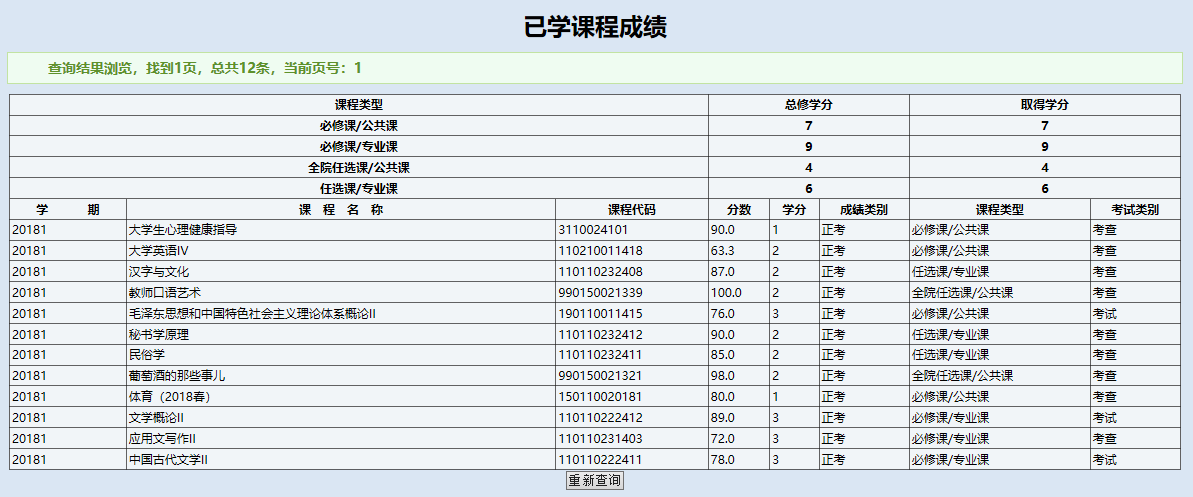 已学课程成绩
查询结果浏览，找到1页，总共12条，当前页号：1
课程类型 总修学分 取得学分
必修课/公共课 7 7
必修课/专业课 9 9
全院任选课/公共课 4 4
任选课/专业课 6 6
学 期 课 程 名 称 课程代码 分数 学分 成绩类别 课程类型 考试类别
20181 大学生心理健康指导 3110024101 90.0 1 正考 必修课/公共课 考查
20181 大学英语IV 110210011418 63.3 2 正考 必修课/公共课 考查
20181 汉字与文化 110110232408 87.0 2 正考 任选课/专业课 考查
20181 教师口语艺术 990150021339 100.0 2 正考 全院任选课/公共课 考查
20181 毛泽东思想和中国特色社会主义理论体系概论II 190110011415 76.0 3 正考 必修课/公共课 考试
20181 秘书学原理 110110232412 90.0 2 正考 任选课/专业课 考查
20181 民俗学 110110232411 85.0 2 正考 任选课/专业课 考查
20181 葡萄酒的那些事儿 990150021321 98.0 2 正考 全院任选课/公共课 考查
20181 体育（2018春） 150110020181 80.0 1 正考 必修课/公共课 考查
20181 文学概论II 110110222412 89.0 3 正考 必修课/专业课 考试
20181 应用文写作II 110110231403 72.0 3 正考 必修课/专业课 考查
20181 中国古代文学II 110110222411 78.0 3 正考 必修课/专业课 考试
重新查询